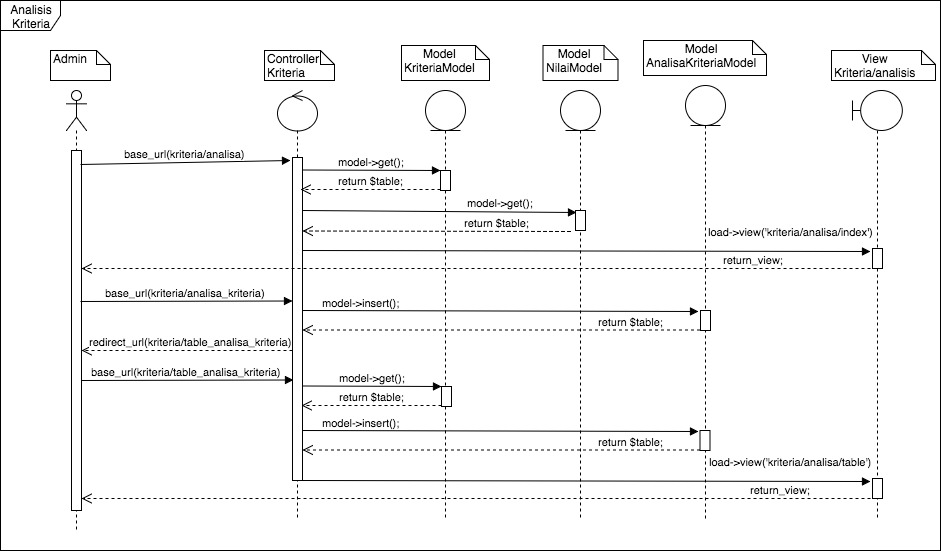 Analisis
Kriteria
Admin
Controller
Kriteria
Model
KriteriaModel
Model
NilaiModel
Model
AnalisaKriteriaModel
View
Kriteria/analisis
base_url(kriteria/analisa)
model->get();
return $table;
model->get();
return $table;
load->view('kriteria/analisa/index')
return_view;
base_url(kriteria/analisa_kriteria)
model->insert();
return $table;
redirect_url(kriteria/table_analisa_kriteria)
base_url(kriteria/table_analisa_kriteria)
model->get();
return $table;
model->insert();
return $table;
load->view('kriteria/analisa/table')
return_view;